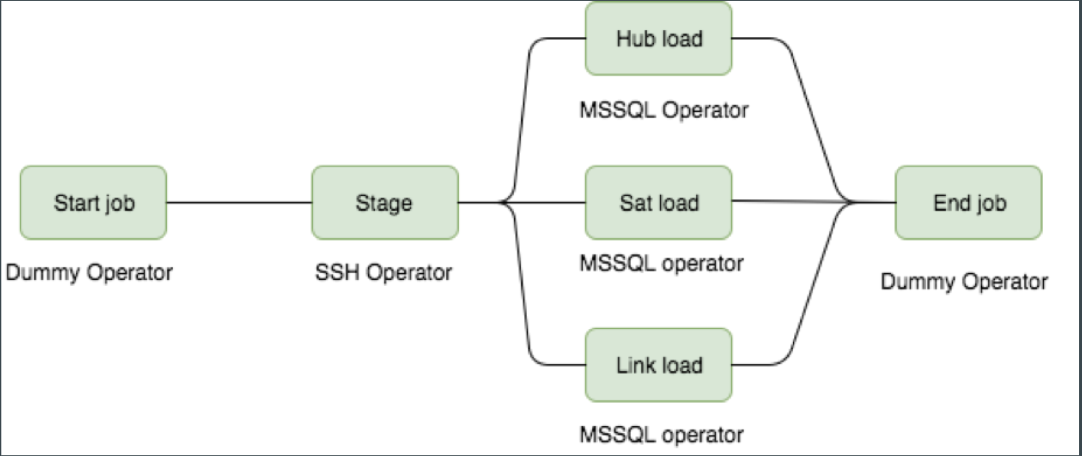 Start job
Dummy Operator
Stage
SSH Operator
Hub load
MSSQL Operator
Sat load
MSSQL operator
Link load
MSSQL operator
End job
Dummy Operator